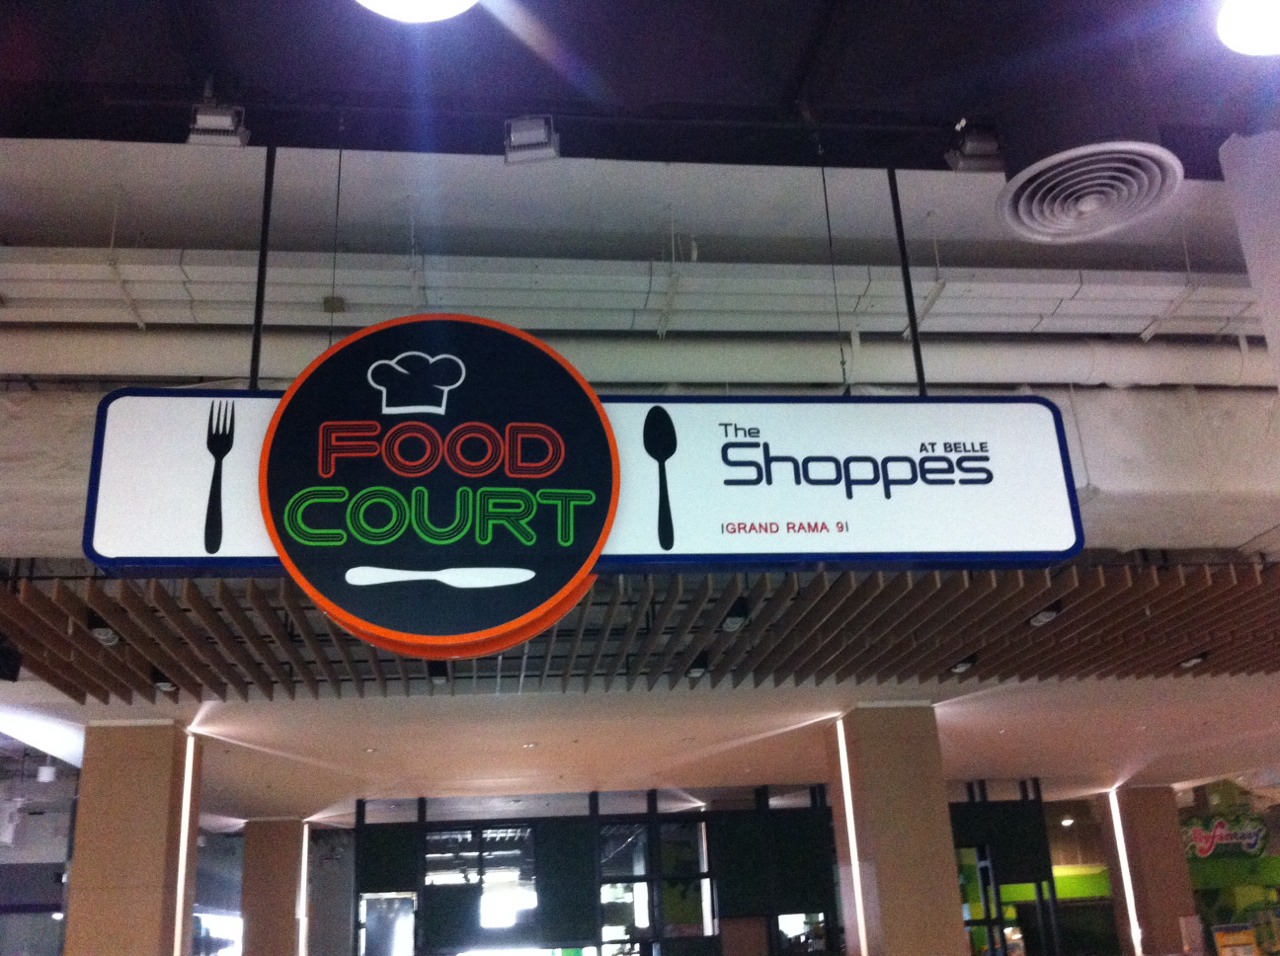 FOOD
COURT
The
Shoppes
AT BELLE
|GRAND RAMA 9|